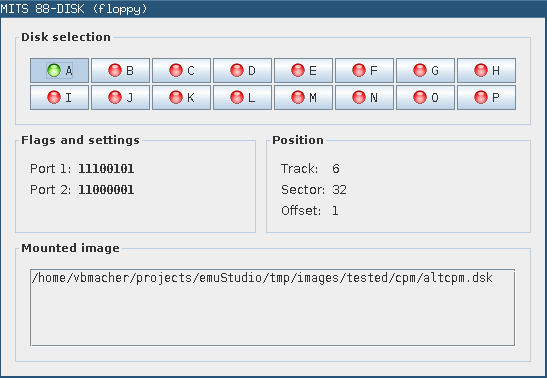 MITS 88-DISK (floppy)
Disk selection
A B C D E F G H
I J K L M N O P
Flags and settings
Port 1: 11100101
Port 2: 11000001
Position
Track: 6
Sector: 32
Offset: 1
Mounted image
/home/vbmacher/projects/emuStudio/tmp/images/tested/cpm/altcpm.dsk